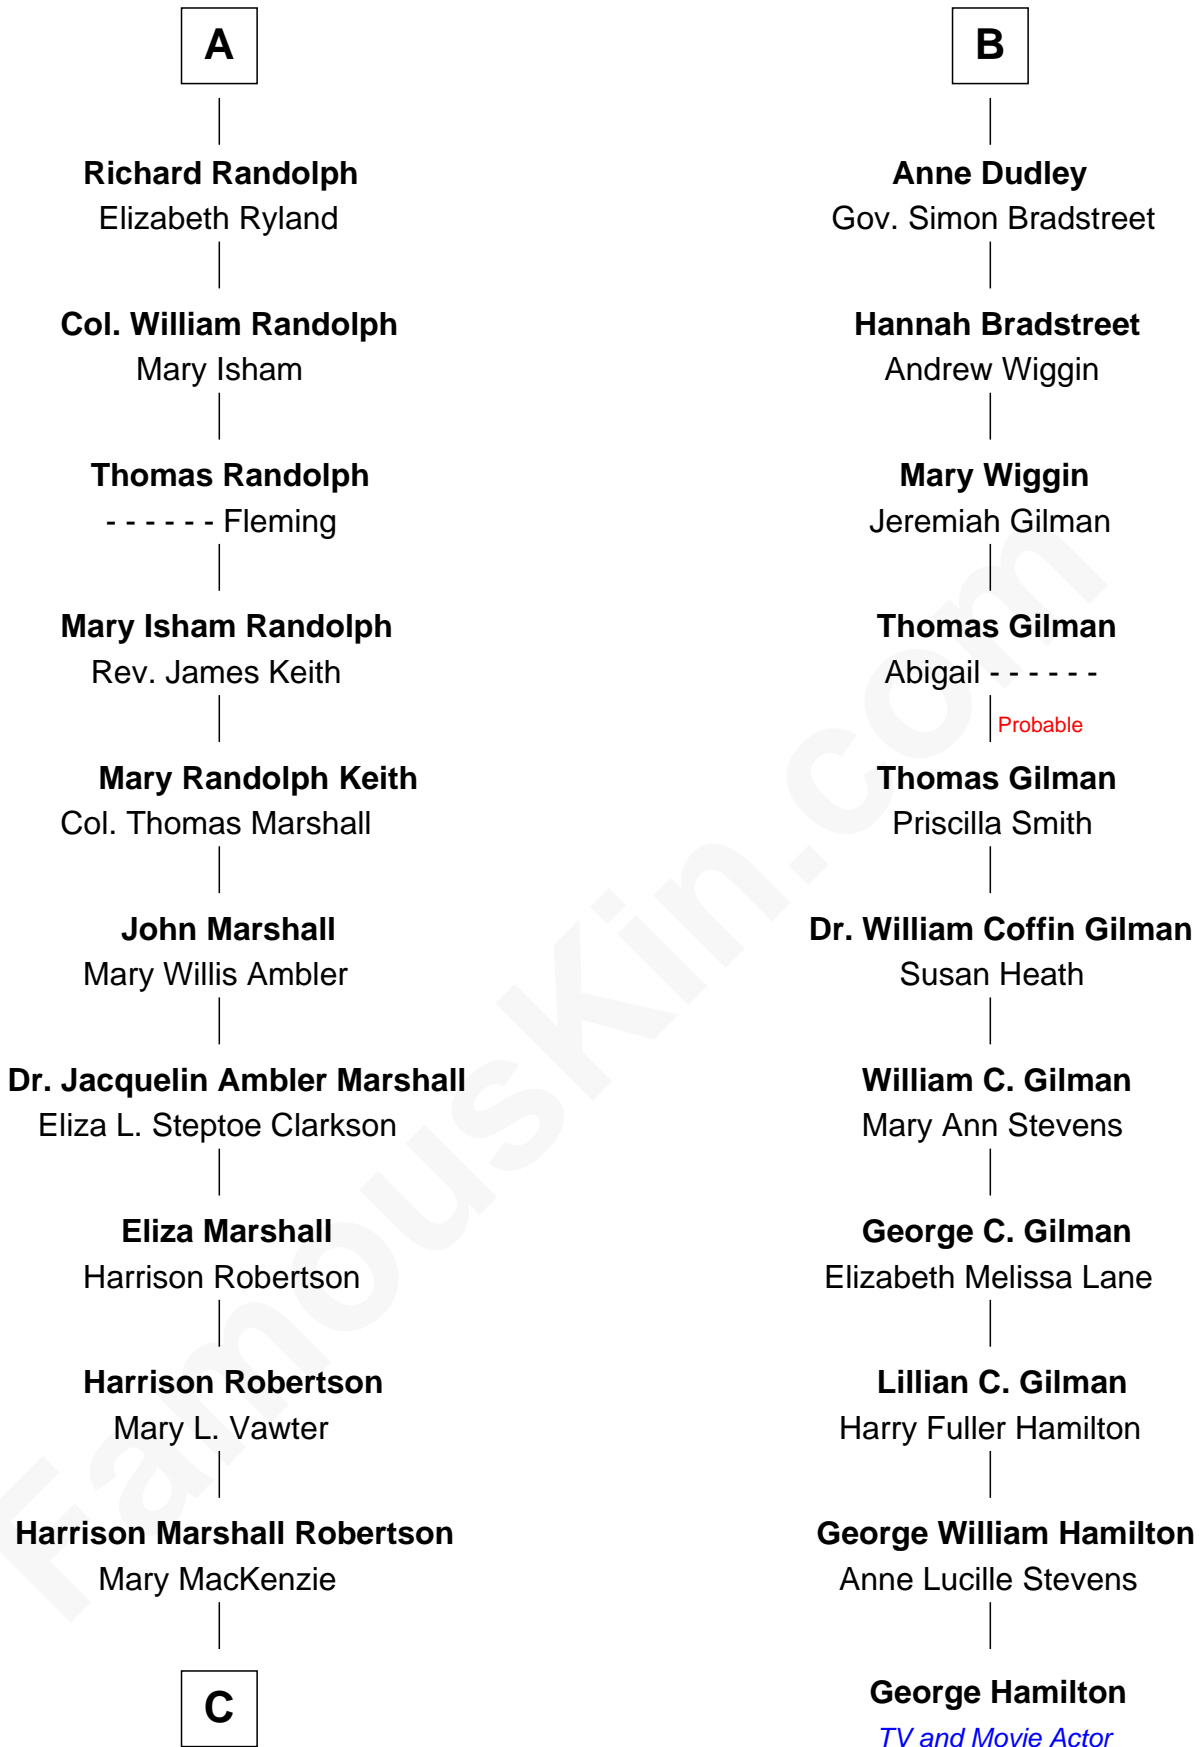 A
Richard Randolph
Elizabeth Ryland
Col. William Randolph
Mary Isham
Thomas Randolph
- - - - - - Fleming
Mary Isham Randolph
Rev. James Keith
Mary Randolph Keith
Col. Thomas Marshall
John Marshall
Mary Willis Ambler
Dr. Jacquelin Ambler Marshall
Eliza L. Steptoe Clarkson
Eliza Marshall
Harrison Robertson
Harrison Robertson
Mary L. Vawter
Harrison Marshall Robertson
Mary MacKenzie
C
B
Anne Dudley
Gov. Simon Bradstreet
Hannah Bradstreet
Andrew Wiggin
Mary Wiggin
Jeremiah Gilman
Thomas Gilman
Abigail - - - - - -
Probable
Thomas Gilman
Priscilla Smith
Dr. William Coffin Gilman
Susan Heath
William C. Gilman
Mary Ann Stevens
George C. Gilman
Elizabeth Melissa Lane
Lillian C. Gilman
Harry Fuller Hamilton
George William Hamilton
Anne Lucille Stevens
George Hamilton
TV and Movie Actor
FamousKin.com